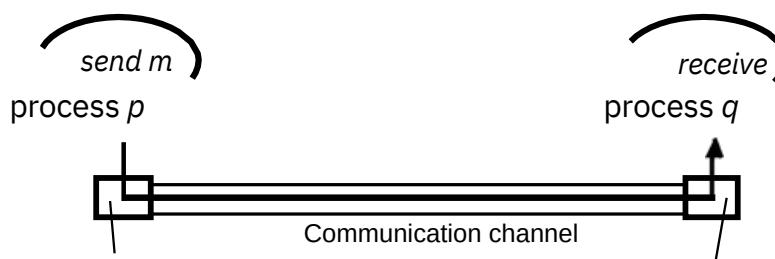 send m
receive
process p
process q
Communication channel